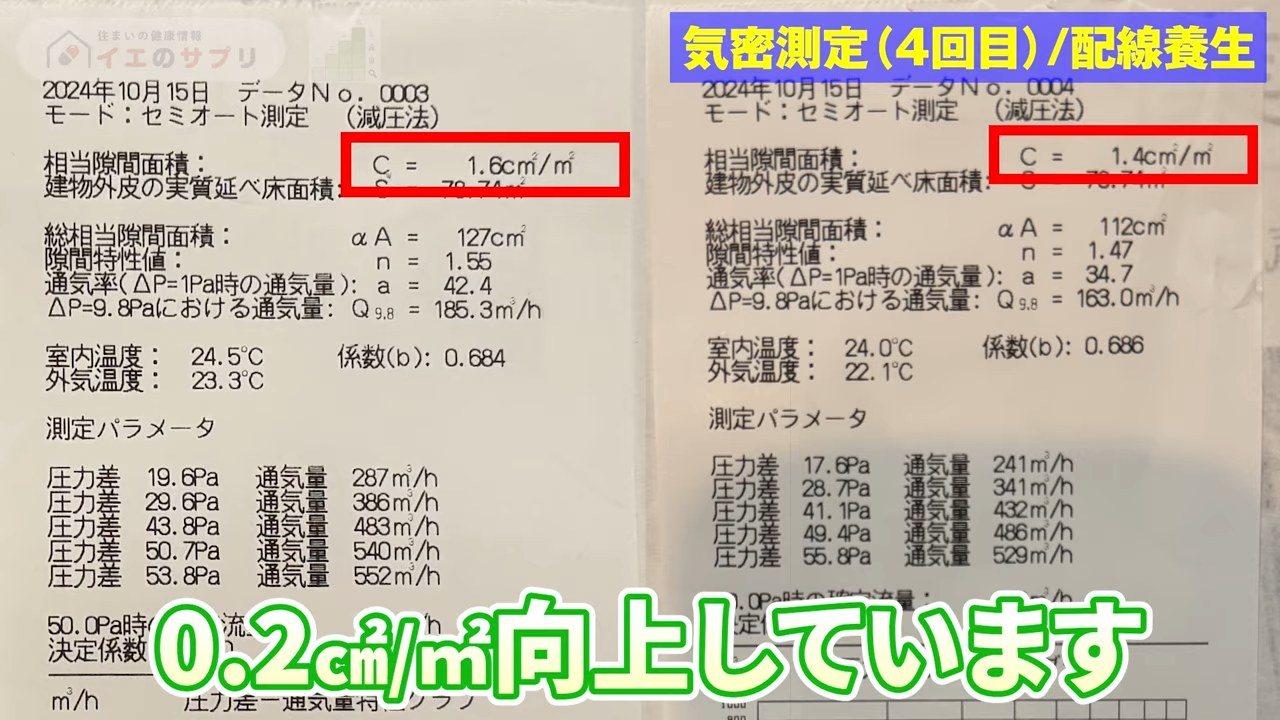 住まいの健康情報
イエのサプリ
気密測定(4回目)/配線養生
2024年10月15日 データNo. 0003
モード：セミオート測定 (減圧法)
相当隙間面積： C = 1.6c㎡/㎡
建物外皮の実質延べ床面積： S = 78.74㎡
総相当隙間面積： αA = 127c㎡
隙間特性値： n = 1.55
通気率(ΔP=1Pa時の通気量)： a = 42.4
ΔP=9.8Paにおける通気量： Q9.8 = 185.3㎥/h
室内温度： 24.5℃ 係数(b)： 0.684
外気温度： 23.3℃
測定パラメータ
圧力差 19.6Pa 通気量 287㎥/h
圧力差 29.6Pa 通気量 386㎥/h
圧力差 43.8Pa 通気量 483㎥/h
圧力差 50.7Pa 通気量 540㎥/h
圧力差 53.8Pa 通気量 552㎥/h
50.0Pa時の
決定係数
㎥/h 圧力差－通気量特性グラフ
2024年10月15日 データNo. 0004
モード：セミオート測定 (減圧法)
相当隙間面積： C = 1.4c㎡/㎡
建物外皮の実質延べ床面積： S = 78.74㎡
総相当隙間面積： αA = 112c㎡
隙間特性値： n = 1.47
通気率(ΔP=1Pa時の通気量)： a = 34.7
ΔP=9.8Paにおける通気量： Q9.8 = 163.0㎥/h
室内温度： 24.0℃ 係数(b)： 0.686
外気温度： 22.1℃
測定パラメータ
圧力差 17.6Pa 通気量 241㎥/h
圧力差 28.7Pa 通気量 341㎥/h
圧力差 41.1Pa 通気量 432㎥/h
圧力差 49.4Pa 通気量 486㎥/h
圧力差 55.8Pa 通気量 529㎥/h
1000
800
0.2c㎡/㎡向上しています